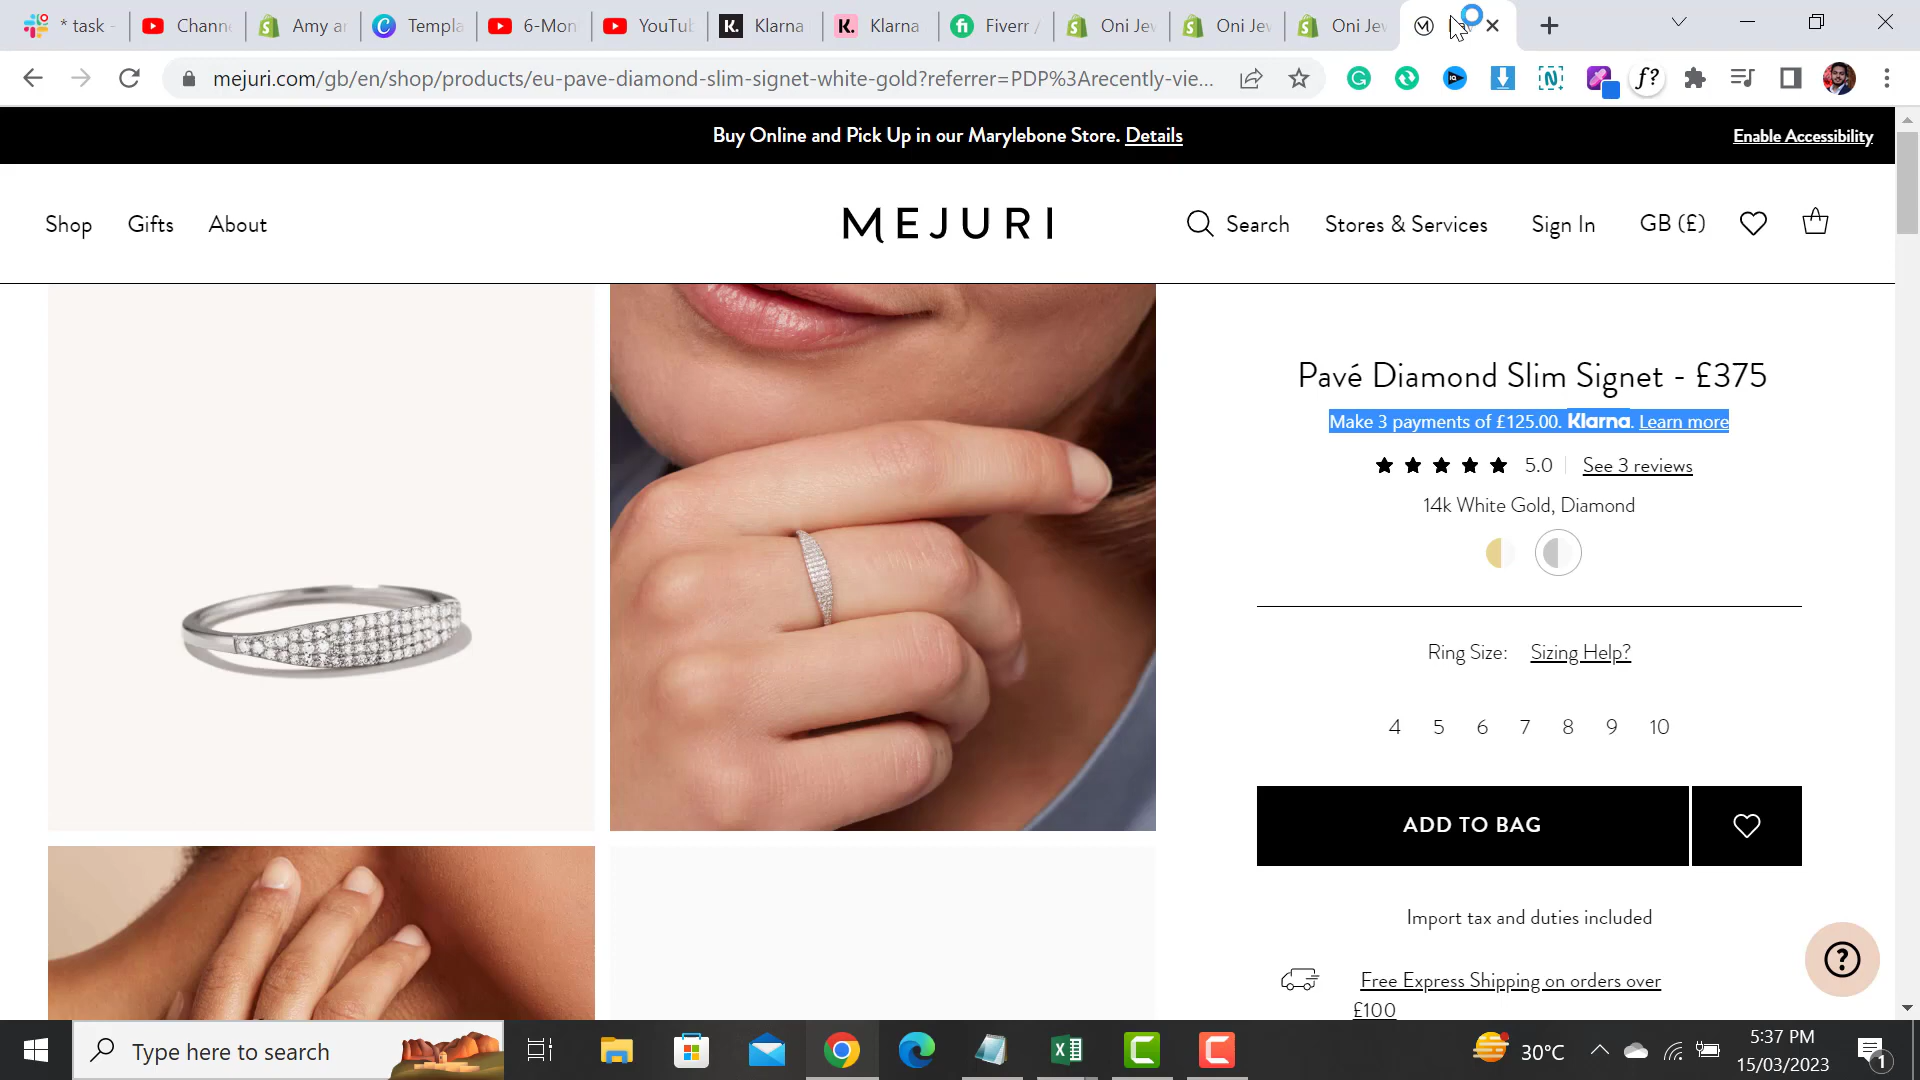 * task
Chann
Amy ar
Templa
6-Mon
YouTu
Klarna
Klarna
Fiverr /
Oni Je
Oni Je
Oni Je
mejuri.com/gb/en/shop/products/eu-pave-diamond-slim-signet-white-gold?referrer=PDP%3Arecently-vie...
Buy Online and Pick Up in our Marylebone Store. Details
Enable Accessibility
Shop
Gifts
About
MEJURI
Search
Stores & Services
Sign In
GB (£)
Pavé Diamond Slim Signet - £375
Make 3 payments of £125.00. Klarna. Learn more
5.0
See 3 reviews
14k White Gold, Diamond
Ring Size: Sizing Help?
4 5 6 7 8 9 10
ADD TO BAG
Import tax and duties included
Free Express Shipping on orders over
£100
Type here to search
30°C
5:37 PM
15/03/2023
1